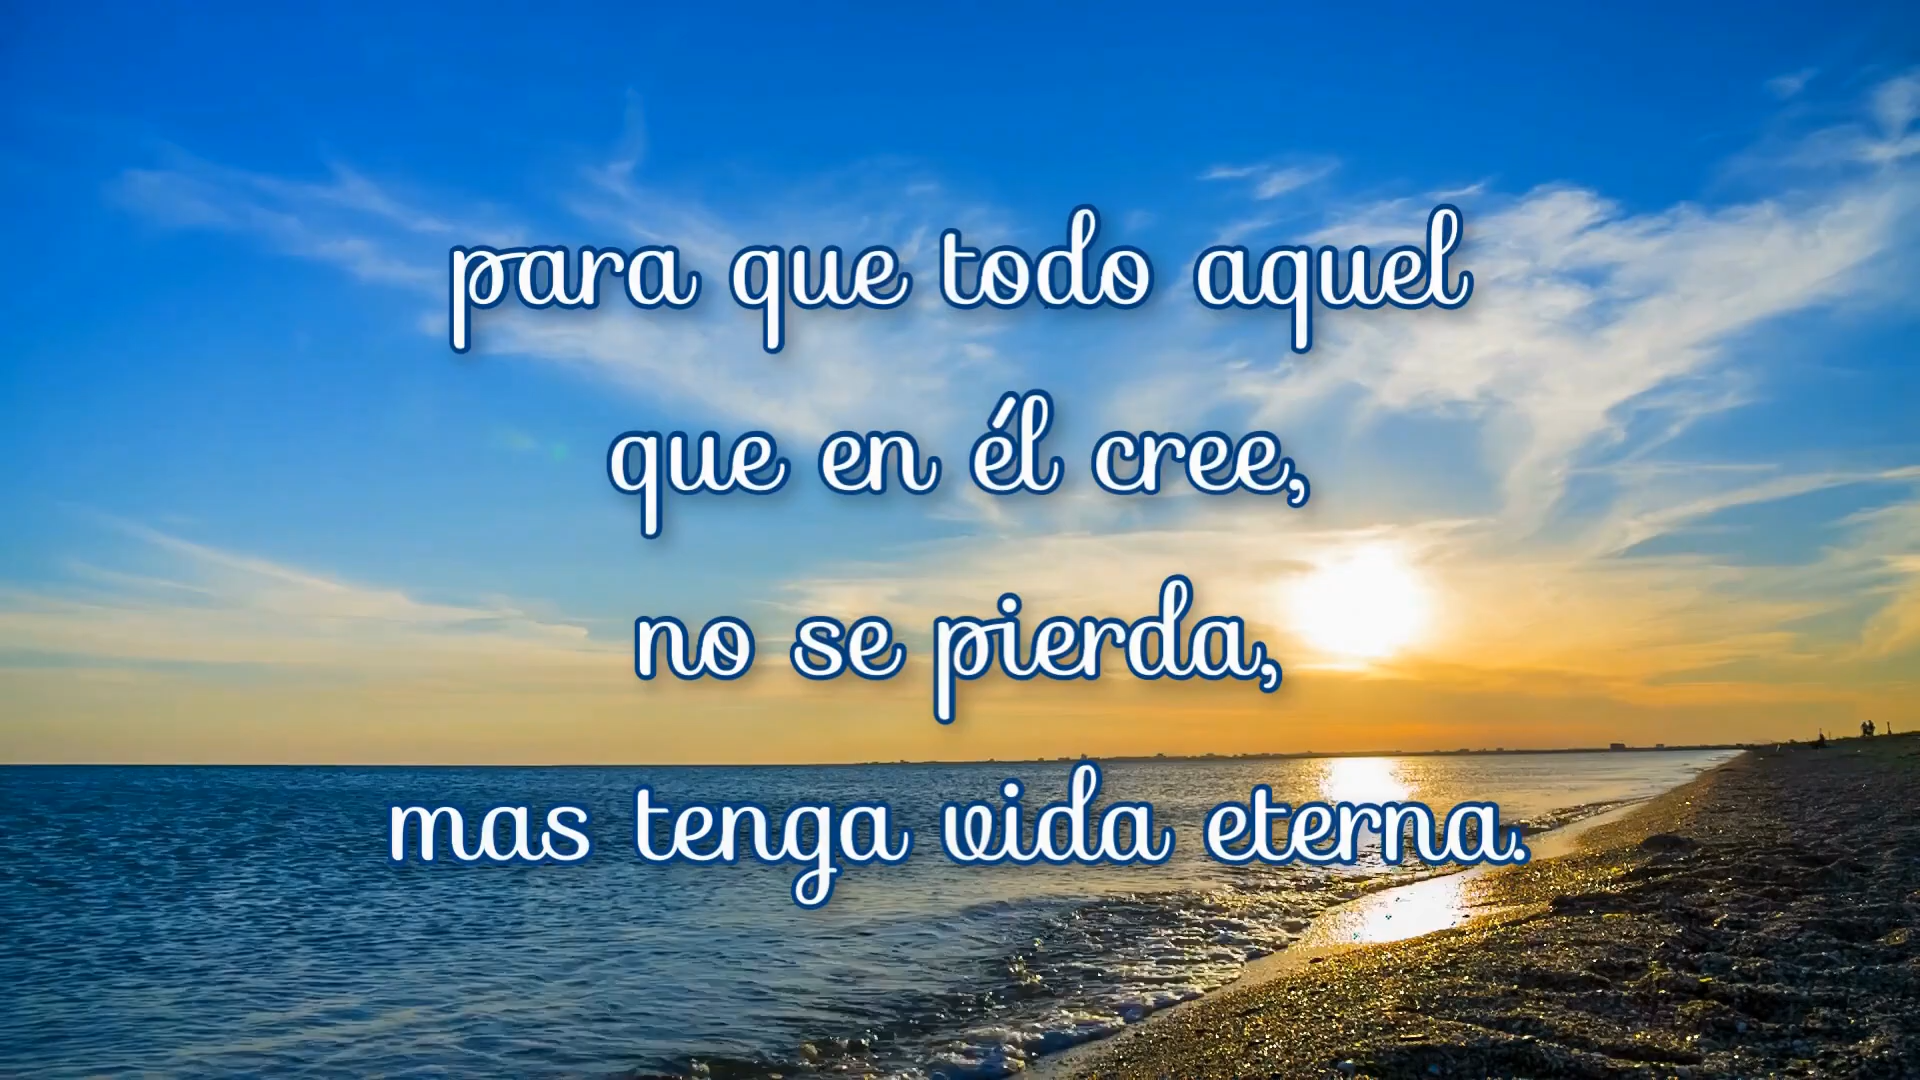 para que todo aquel
que en él cree,
no se pierda,
mas tenga vida eterna.